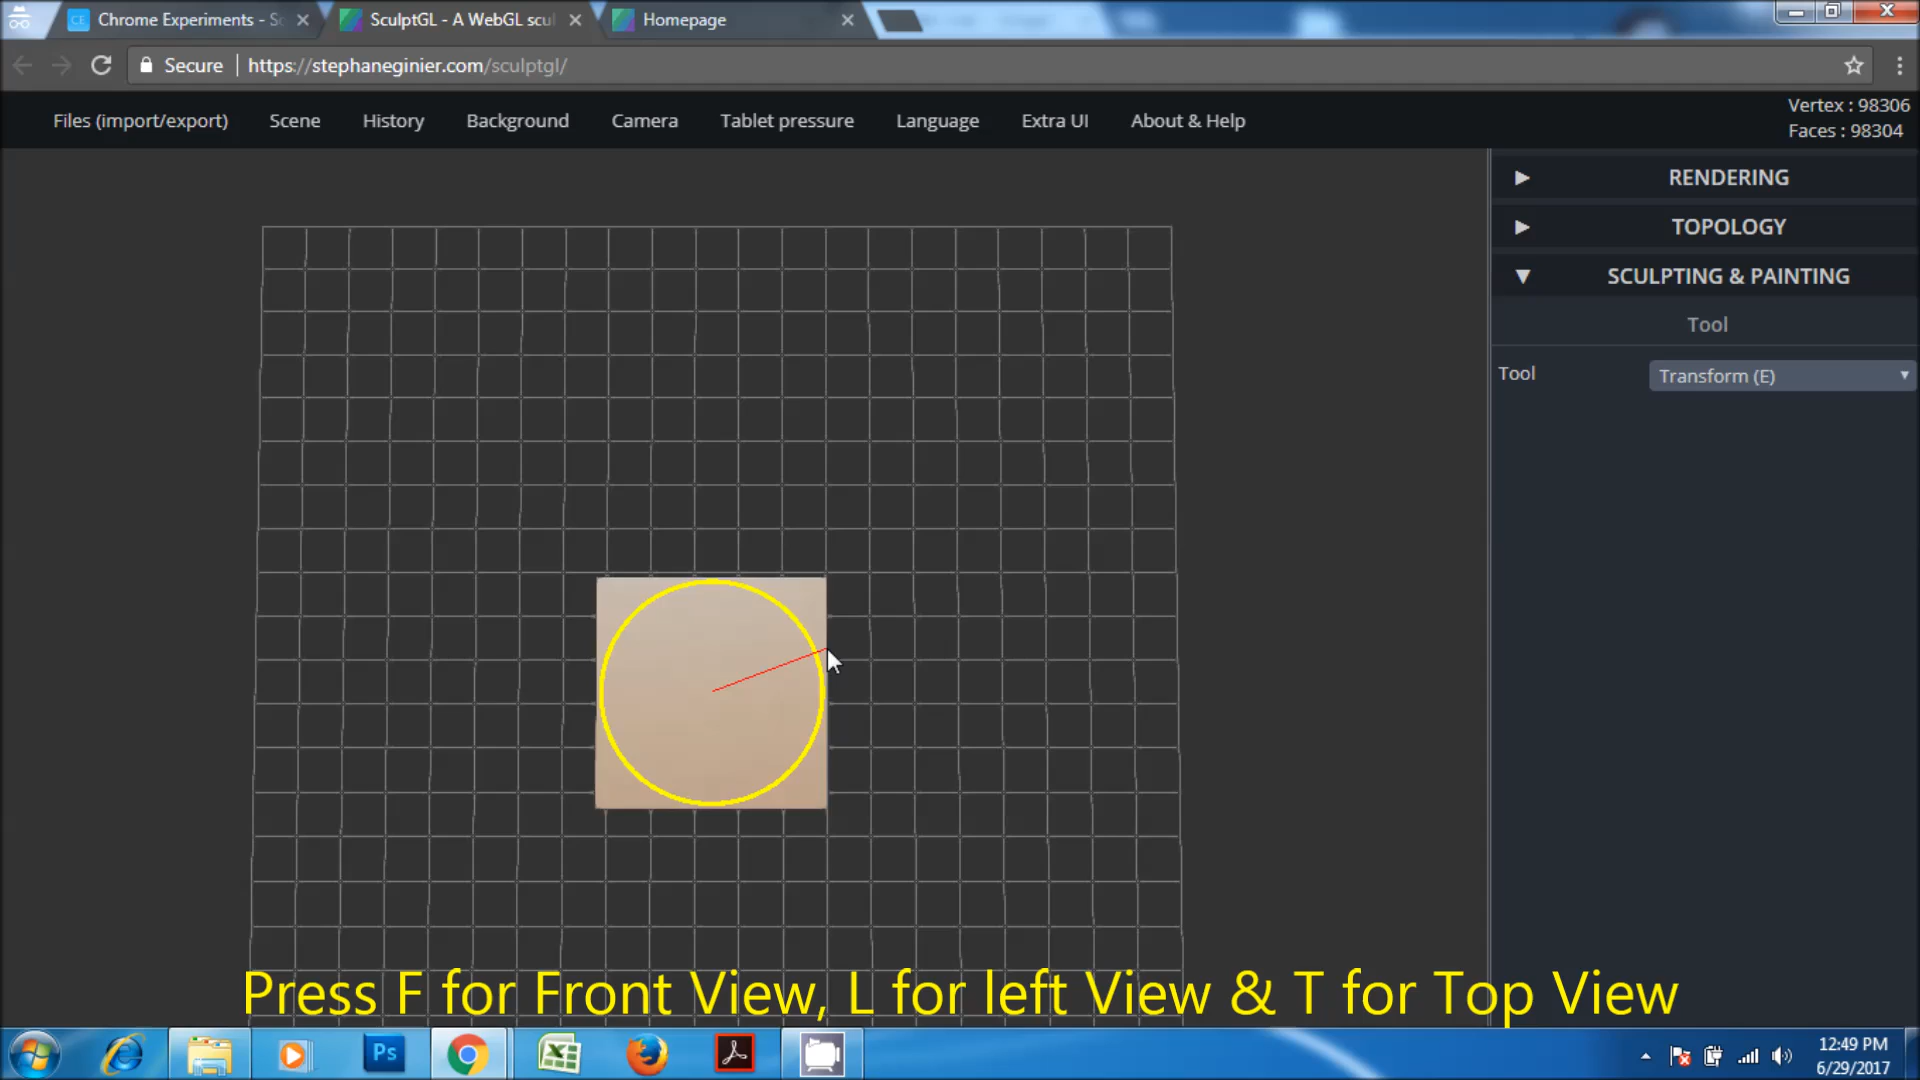 CE Chrome Experiments - Sc
SculptGL - A WebGL scul
Homepage
Secure
https://stephaneginier.com/sculptgl/
Files (import/export)
Scene
History
Background
Camera
Tablet pressure
Language
Extra UI
About & Help
Vertex : 98306
Faces : 98304
RENDERING
TOPOLOGY
SCULPTING & PAINTING
Tool
Tool
Transform (E)
Press F for Front View, L for left View & T for Top View
Ps
12:49 PM
6/29/2017